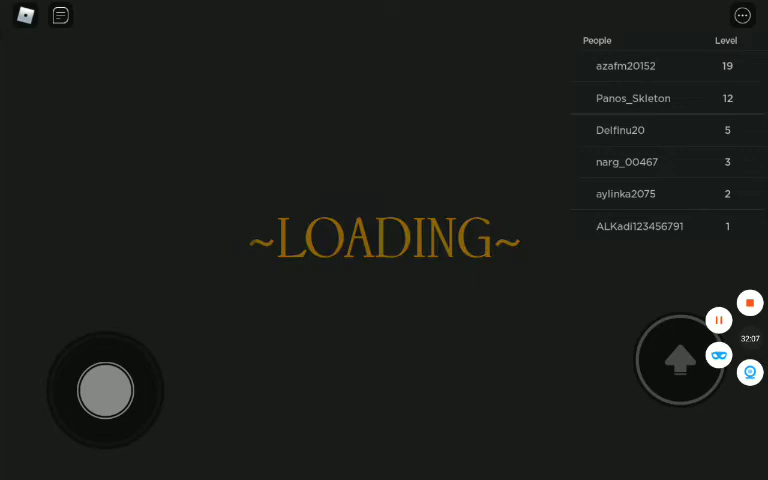 People Level
azafm20152 19
Panos_Skleton 12
Delfinu20 5
narg_00467 3
aylinka2075 2
ALKadi123456791 1
~LOADING~
32:07